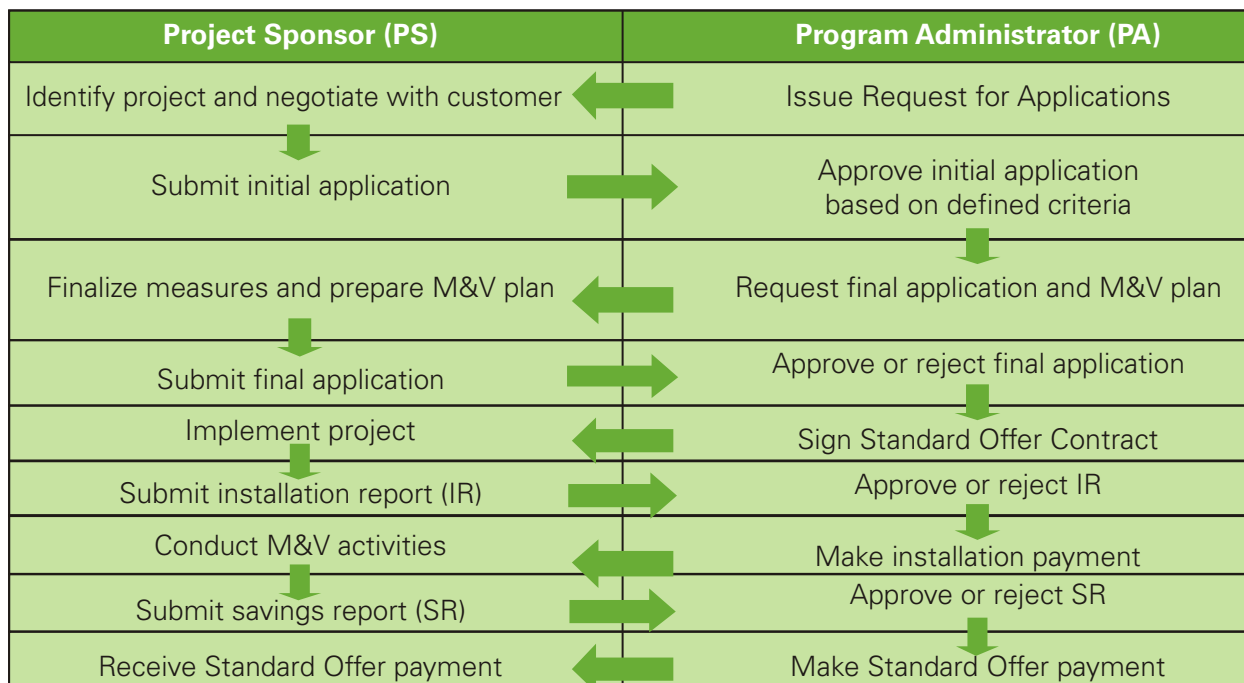 Project Sponsor (PS)
Program Administrator (PA)
Identify project and negotiate with customer
Issue Request for Applications
Submit initial application
Approve initial application
based on defined criteria
Finalize measures and prepare M&V plan
Request final application and M&V plan
Submit final application
Approve or reject final application
Implement project
Sign Standard Offer Contract
Submit installation report (IR)
Approve or reject IR
Conduct M&V activities
Make installation payment
Submit savings report (SR)
Approve or reject SR
Receive Standard Offer payment
Make Standard Offer payment